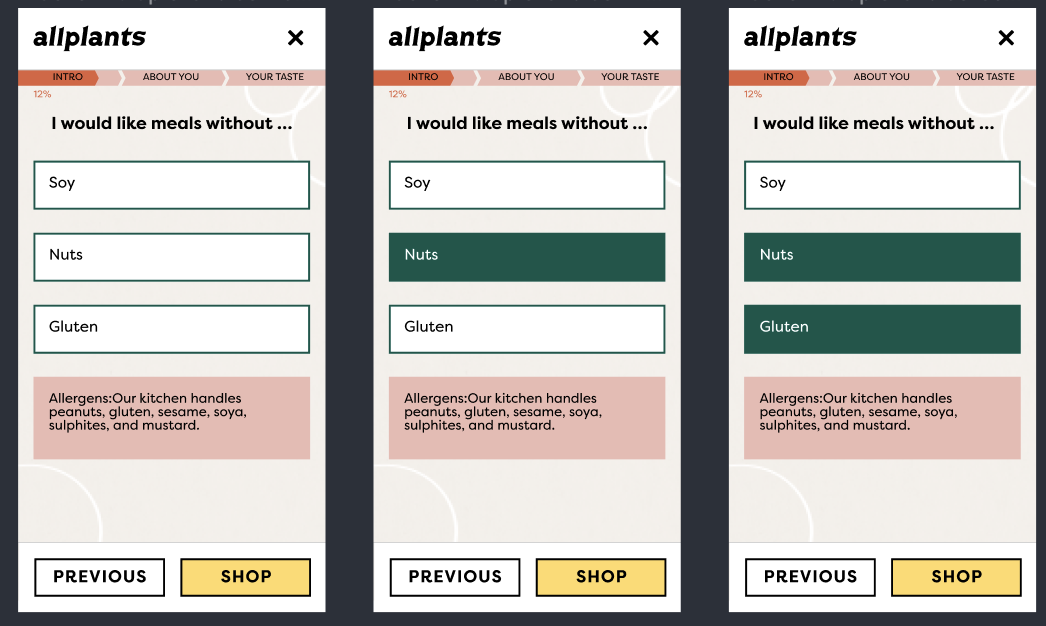 allplants ×
INTRO ABOUT YOU YOUR TASTE
12%
I would like meals without ...
Soy
Nuts
Gluten
Allergens:Our kitchen handles
peanuts, gluten, sesame, soya,
sulphites, and mustard.
PREVIOUS SHOP
allplants ×
INTRO ABOUT YOU YOUR TASTE
12%
I would like meals without ...
Soy
Nuts
Gluten
Allergens:Our kitchen handles
peanuts, gluten, sesame, soya,
sulphites, and mustard.
PREVIOUS SHOP
allplants ×
INTRO ABOUT YOU YOUR TASTE
12%
I would like meals without ...
Soy
Nuts
Gluten
Allergens:Our kitchen handles
peanuts, gluten, sesame, soya,
sulphites, and mustard.
PREVIOUS SHOP